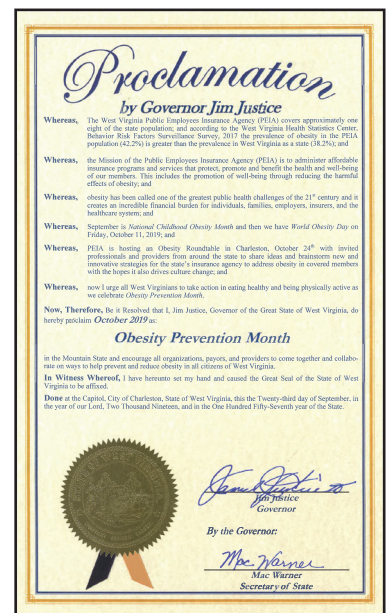 Proclamation
by Governor Jim Justice
Whereas, The West Virginia Public Employees Insurance Agency (PEIA) covers approximately one
eight of the state population; and according to the West Virginia Health Statistics Center,
Behavior Risk Factors Surveillance Survey, 2017 the prevalence of obesity in the PEIA
population (42.2%) is greater than the prevalence in West Virginia as a state (38.2%); and
Whereas, the Mission of the Public Employees Insurance Agency (PEIA) is to administer affordable
insurance programs and services that protect, promote and benefit the health and well-being
of our members. This includes the promotion of well-being through reducing the harmful
effects of obesity; and
Whereas, obesity has been called one of the greatest public health challenges of the 21st century and it
creates an incredible financial burden for individuals, families, employers, insurers, and the
healthcare system; and
Whereas, September is National Childhood Obesity Month and then we have World Obesity Day on
Friday, October 11, 2019; and
Whereas, PEIA is hosting an Obesity Roundtable in Charleston, October 24th with invited
professionals and providers from around the state to share ideas and brainstorm new and
innovative strategies for the state's insurance agency to address obesity in covered members
with the hopes it also drives culture change; and
Whereas, now I urge all West Virginians to take action in eating healthy and being physically active as
we celebrate Obesity Prevention Month.
Now, Therefore, Be it Resolved that I, Jim Justice, Governor of the Great State of West Virginia, do
hereby proclaim October 2019 as:
Obesity Prevention Month
in the Mountain State and encourage all organizations, payors, and providers to come together and collabo-
rate on ways to help prevent and reduce obesity in all citizens of West Virginia.
In Witness Whereof, I have hereunto set my hand and caused the Great Seal of the State of West
Virginia to be affixed.
Done at the Capitol, City of Charleston, State of West Virginia, this the Twenty-third day of September, in
the year of our Lord, Two Thousand Nineteen, and in the One Hundred Fifty-Seventh year of the State.
Jim Justice
Governor
By the Governor:
Mac Warner
Mac Warner
Secretary of State